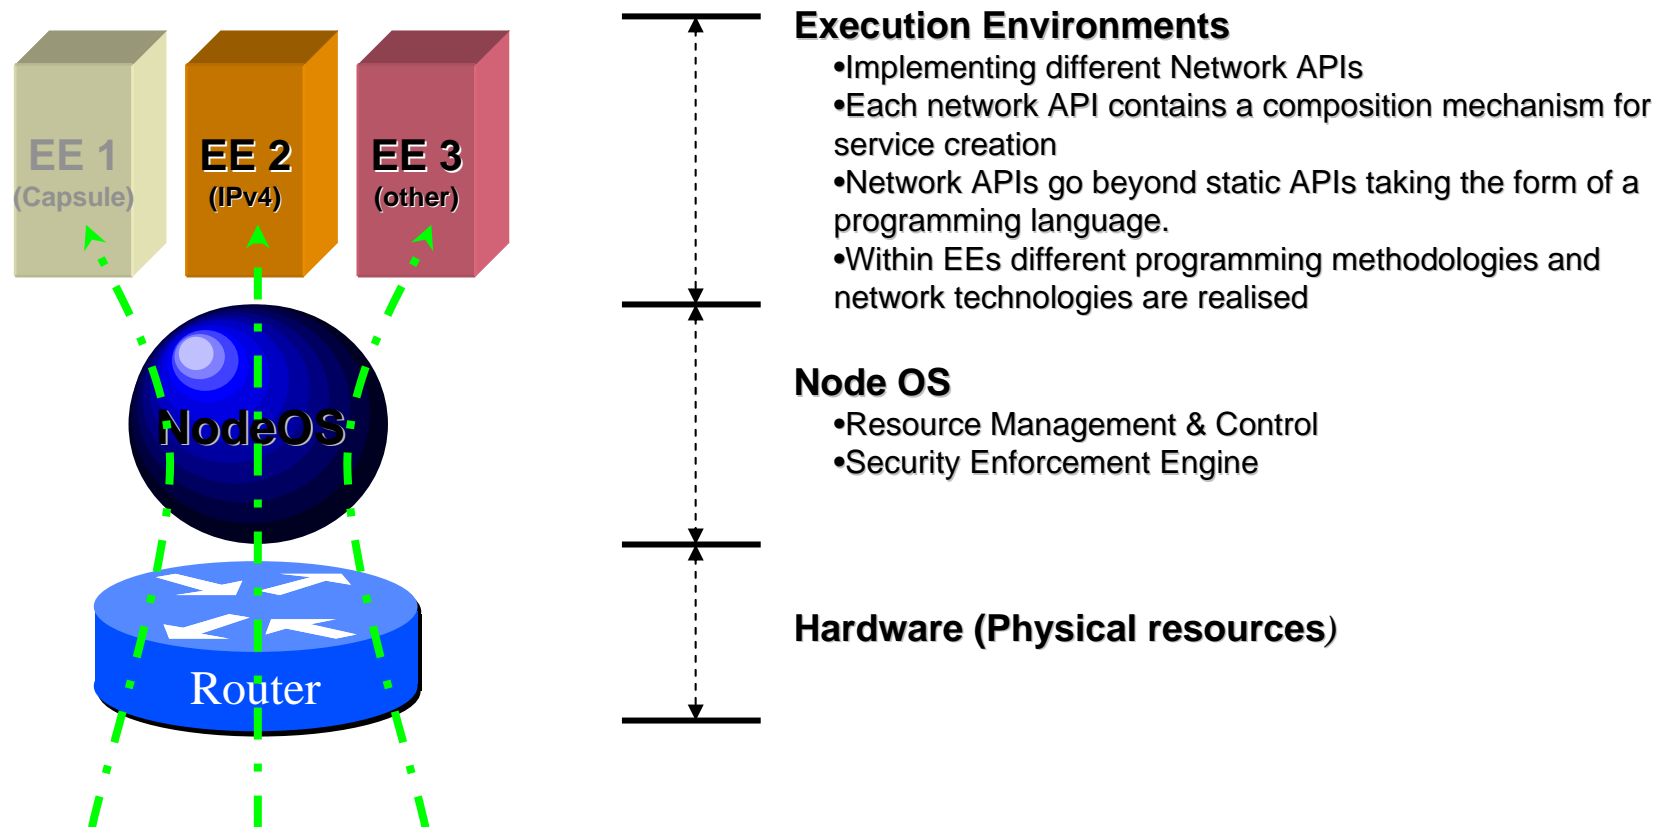 EE 1
(Capsule)
EE 2
(IPv4)
EE 3
(other)
NodeOS
Router
Execution Environments
•Implementing different Network APIs
•Each network API contains a composition mechanism for
service creation
•Network APIs go beyond static APIs taking the form of a
programming language.
•Within EEs different programming methodologies and
network technologies are realised
Node OS
•Resource Management & Control
•Security Enforcement Engine
Hardware (Physical resources)